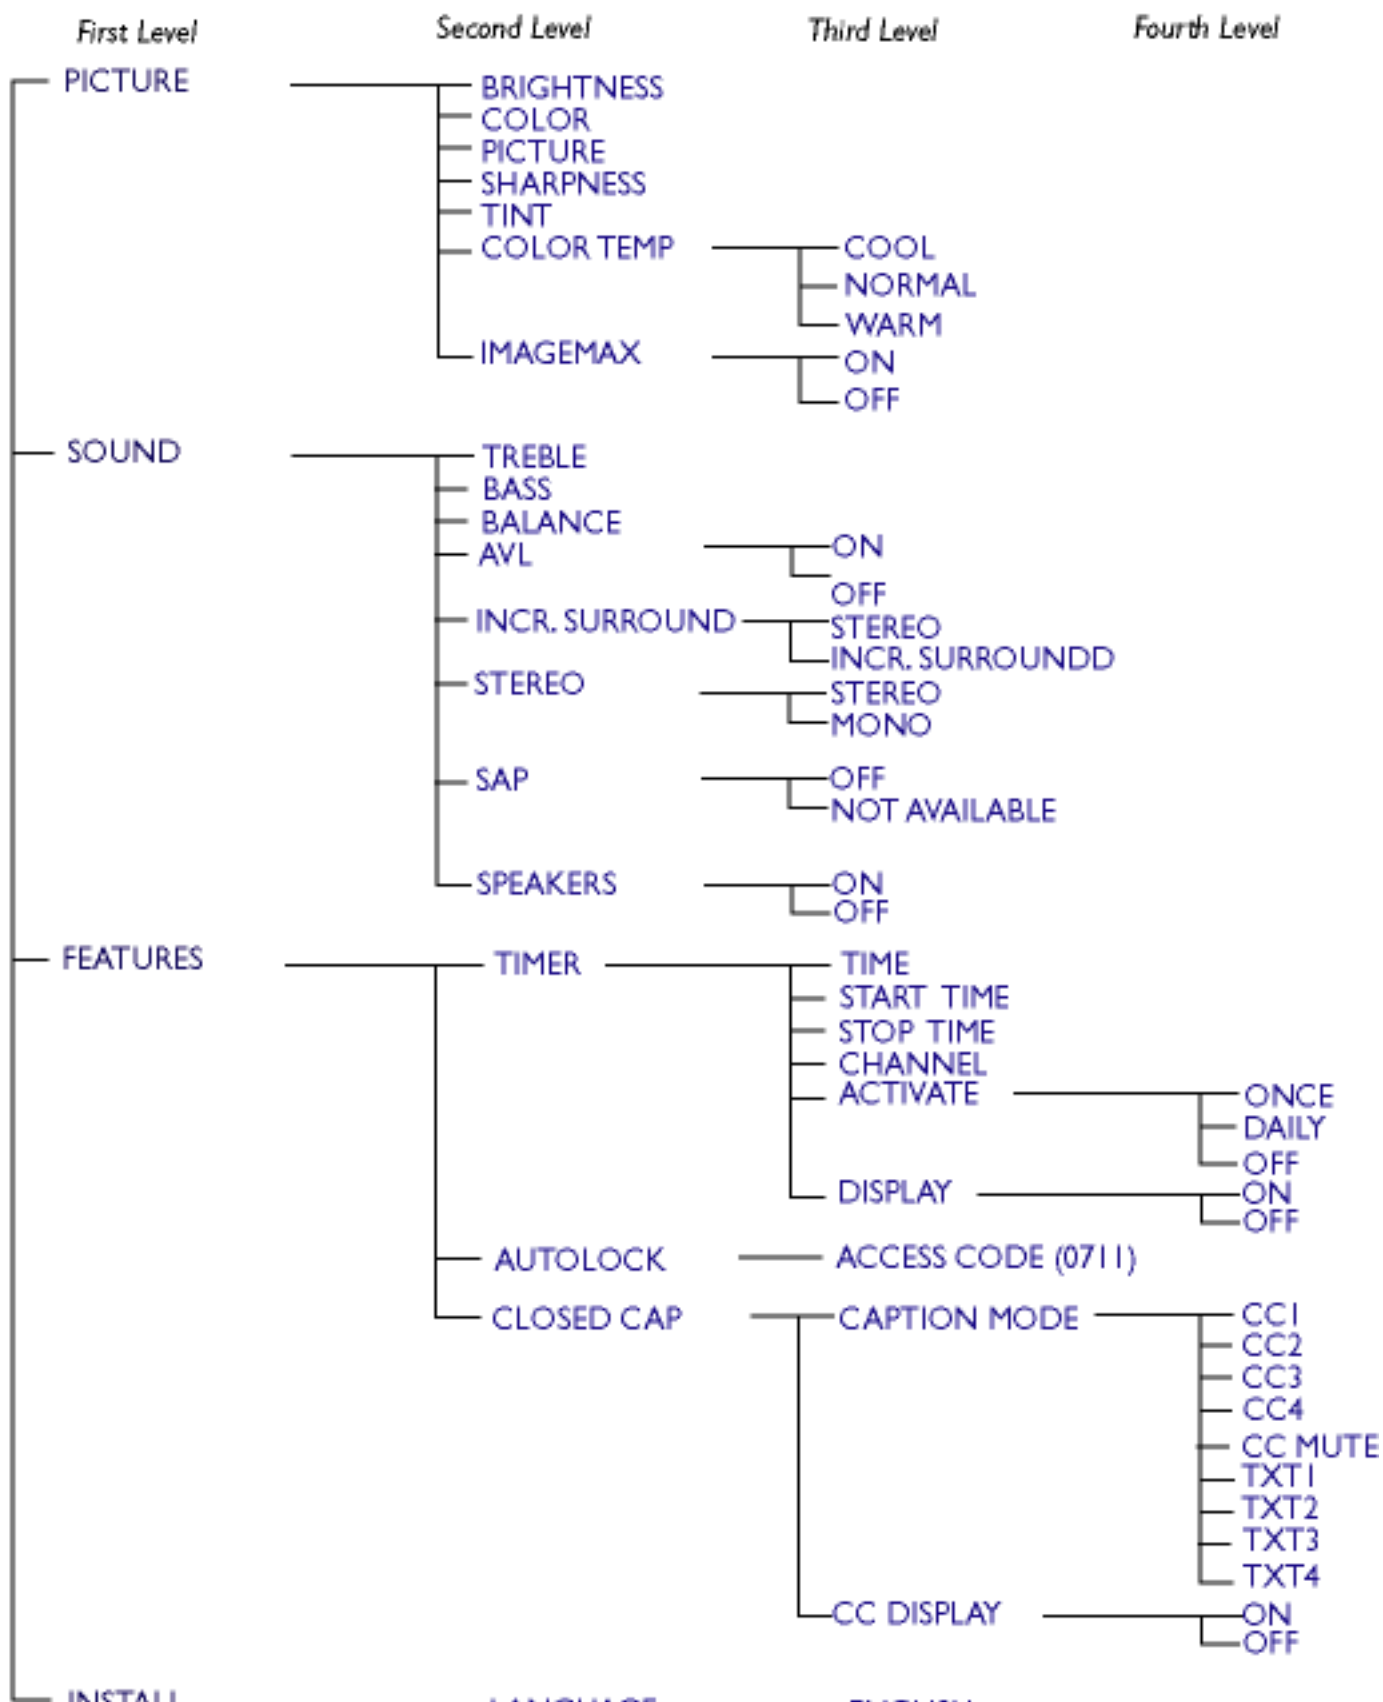 First Level Second Level Third Level Fourth Level
PICTURE BRIGHTNESS
COLOR
PICTURE
SHARPNESS
TINT
COLOR TEMP COOL
NORMAL
WARM
IMAGEMAX ON
OFF
SOUND TREBLE
BASS
BALANCE
AVL ON
OFF
INCR. SURROUND STEREO
INCR. SURROUNDD
STEREO STEREO
MONO
SAP OFF
NOT AVAILABLE
SPEAKERS ON
OFF
FEATURES TIMER TIME
START TIME
STOP TIME
CHANNEL
ACTIVATE ONCE
DAILY
OFF
DISPLAY ON
OFF
AUTOLOCK ACCESS CODE (0711)
CLOSED CAP CAPTION MODE CC1
CC2
CC3
CC4
CC MUTE
TXT1
TXT2
TXT3
TXT4
CC DISPLAY ON
OFF
INSTALL LANGUAGE